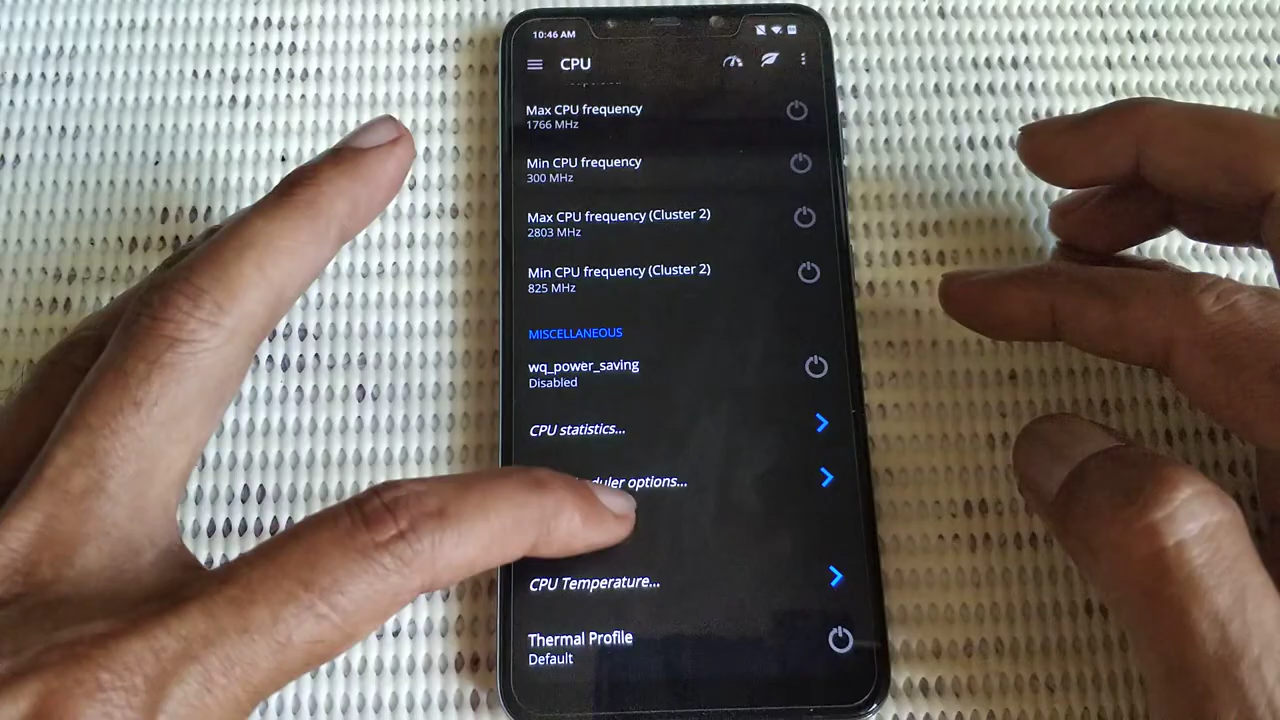 10:46 AM
CPU
Max CPU frequency
1766 MHz
Min CPU frequency
300 MHz
Max CPU frequency (Cluster 2)
2803 MHz
Min CPU frequency (Cluster 2)
825 MHz
MISCELLANEOUS
wq_power_saving
Disabled
CPU statistics...
options...
CPU Temperature...
Thermal Profile
Default